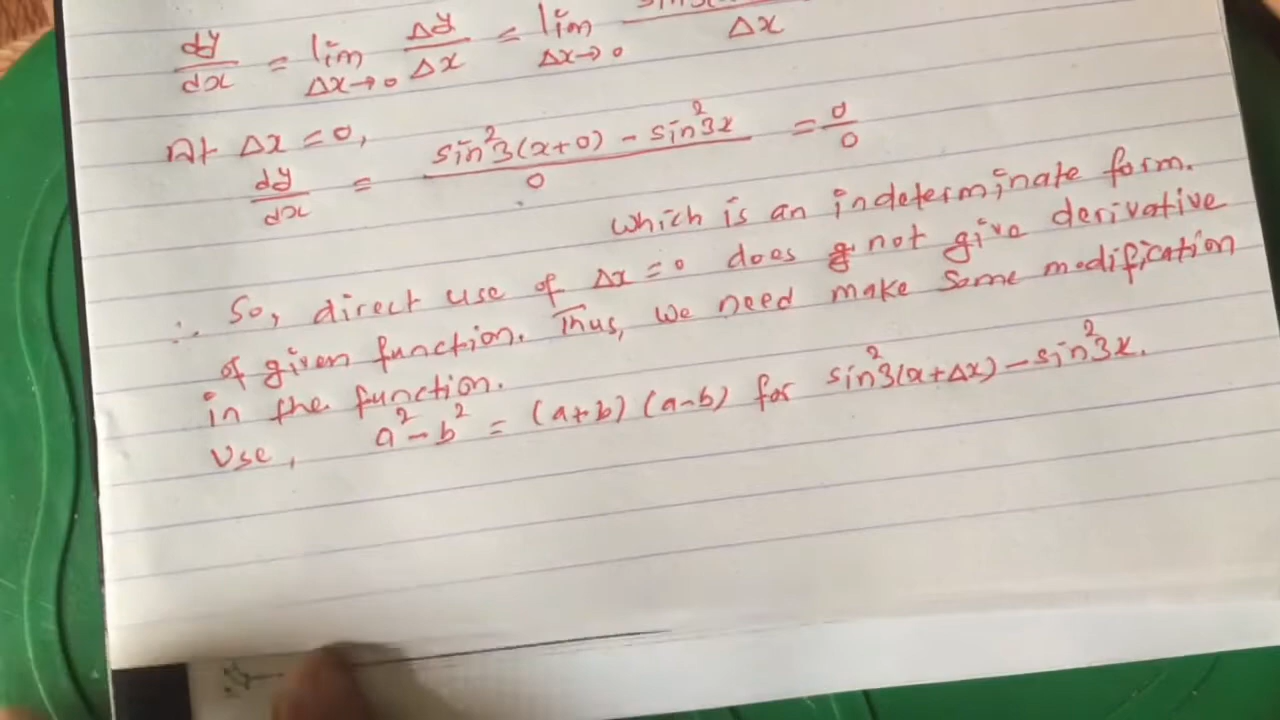 dy/dx = lim Δx→0 Δy/Δx = lim Δx→0 /Δx
At Δx = 0,
dy/dx = sin²3(x+0) - sin²3x / 0 = 0/0
which is an indeterminate form.
∴ So, direct use of Δx = 0 does not give derivative
of given function. Thus, we need make some modification
in the function.
Use, a² - b² = (a+b) (a-b) for sin²3(x+Δx) - sin²3x.